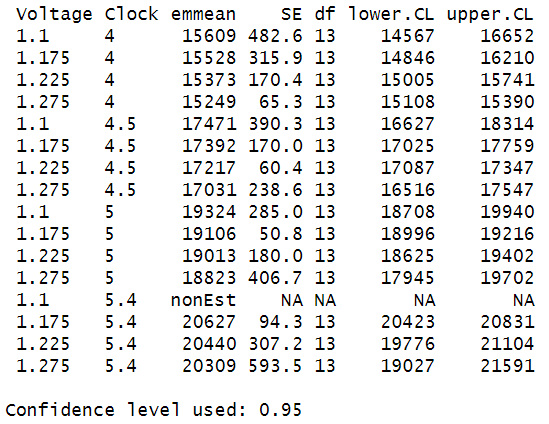 Voltage Clock emmean SE df lower.CL upper.CL
1.1 4 15609 482.6 13 14567 16652
1.175 4 15528 315.9 13 14846 16210
1.225 4 15373 170.4 13 15005 15741
1.275 4 15249 65.3 13 15108 15390
1.1 4.5 17471 390.3 13 16627 18314
1.175 4.5 17392 170.0 13 17025 17759
1.225 4.5 17217 60.4 13 17087 17347
1.275 4.5 17031 238.6 13 16516 17547
1.1 5 19324 285.0 13 18708 19940
1.175 5 19106 50.8 13 18996 19216
1.225 5 19013 180.0 13 18625 19402
1.275 5 18823 406.7 13 17945 19702
1.1 5.4 nonEst NA NA NA NA
1.175 5.4 20627 94.3 13 20423 20831
1.225 5.4 20440 307.2 13 19776 21104
1.275 5.4 20309 593.5 13 19027 21591
Confidence level used: 0.95